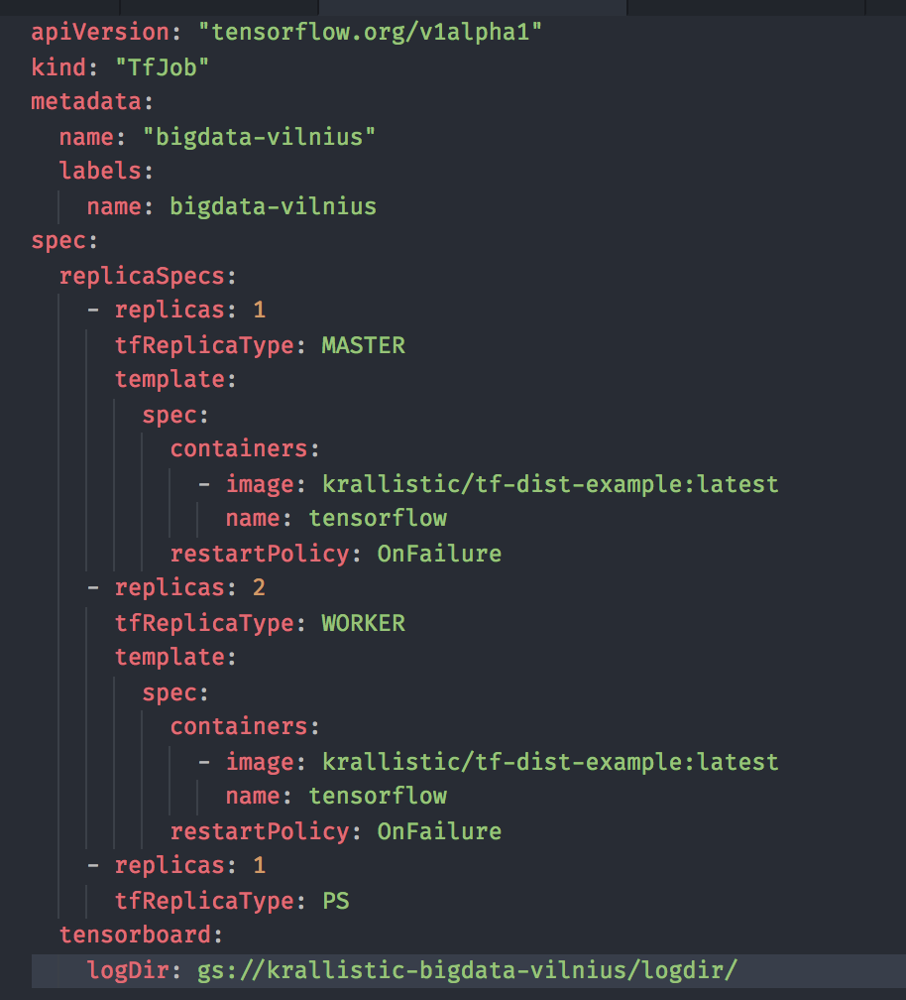 apiVersion: "tensorflow.org/v1alpha1"
kind: "TfJob"
metadata:
  name: "bigdata-vilnius"
  labels:
    name: bigdata-vilnius
spec:
  replicaSpecs:
    - replicas: 1
      tfReplicaType: MASTER
      template:
        spec:
          containers:
            - image: krallistic/tf-dist-example:latest
              name: tensorflow
          restartPolicy: OnFailure
    - replicas: 2
      tfReplicaType: WORKER
      template:
        spec:
          containers:
            - image: krallistic/tf-dist-example:latest
              name: tensorflow
          restartPolicy: OnFailure
    - replicas: 1
      tfReplicaType: PS
  tensorboard:
    logDir: gs://krallistic-bigdata-vilnius/logdir/